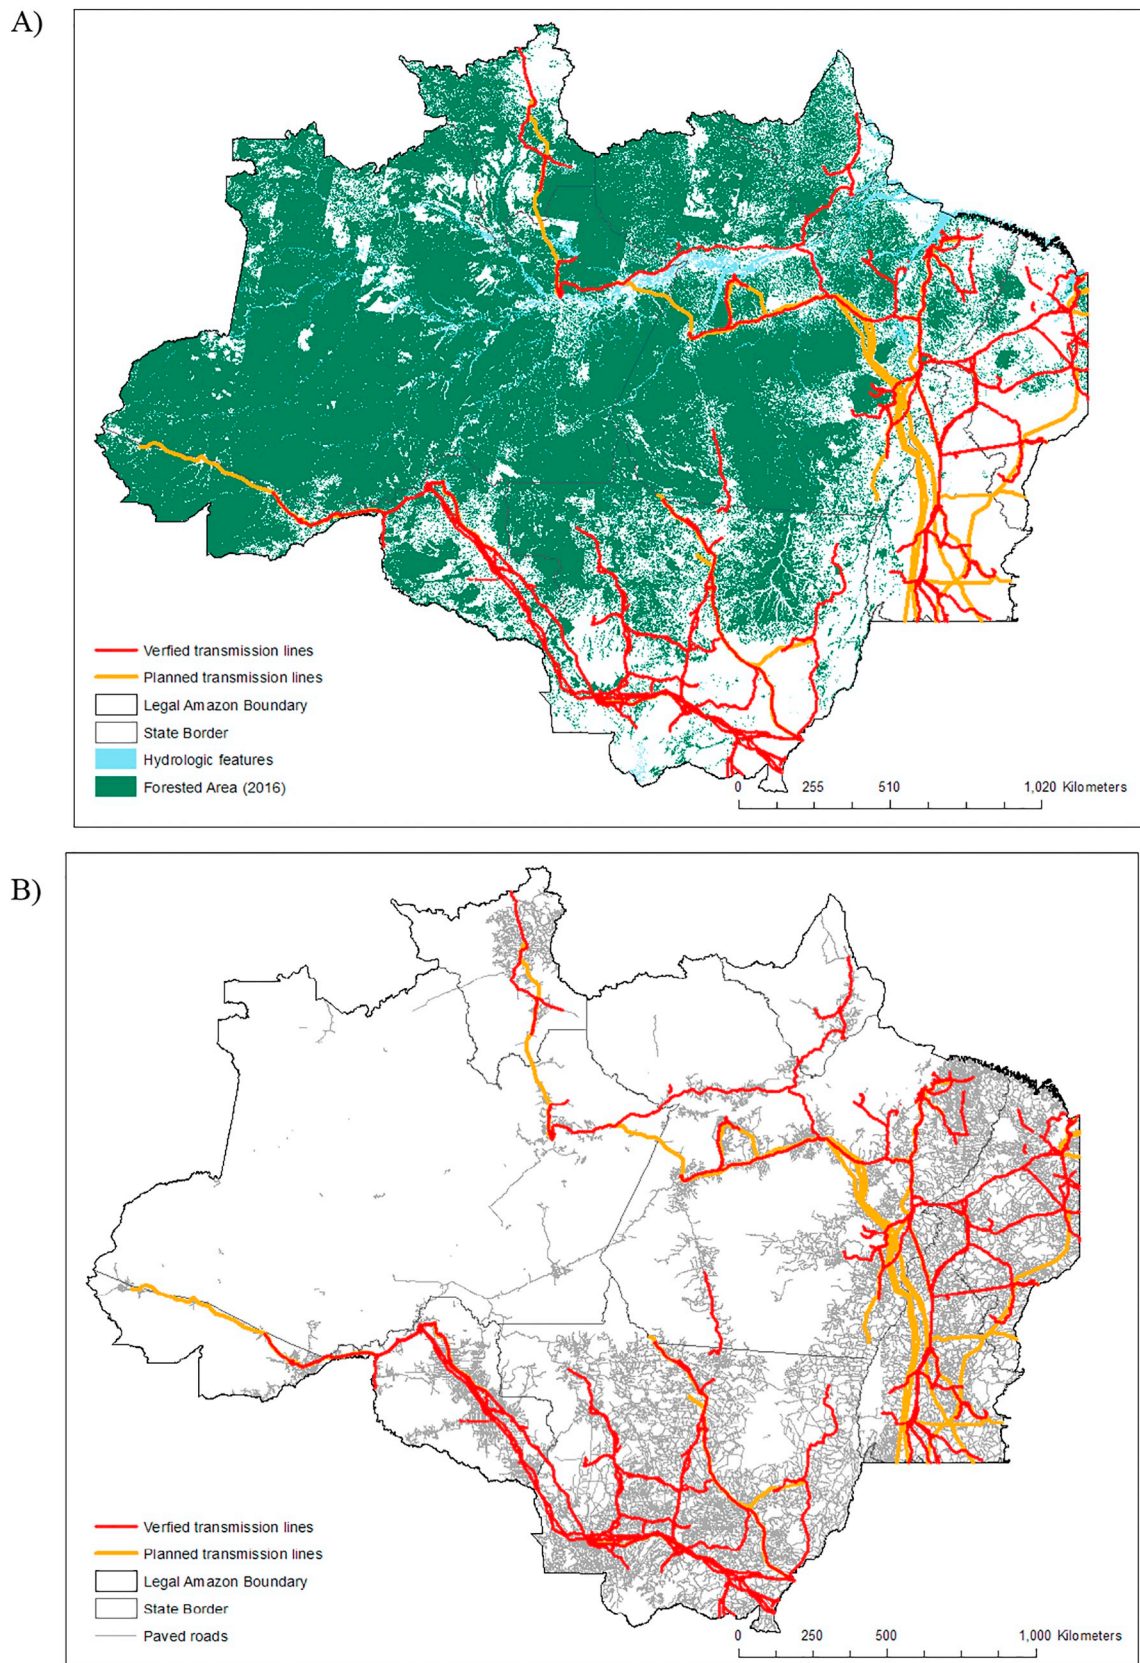 A)
Verfied transmission lines
Planned transmission lines
Legal Amazon Boundary
State Border
Hydrologic features
Forested Area (2016)
0 255 510 1,020 Kilometers
B)
Verfied transmission lines
Planned transmission lines
Legal Amazon Boundary
State Border
Paved roads
0 250 500 1,000 Kilometers